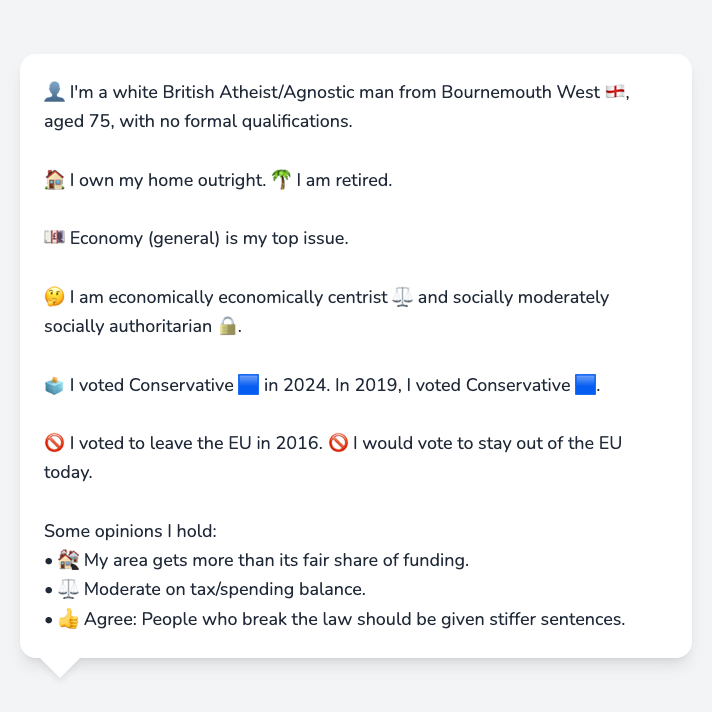 👤 I'm a white British Atheist/Agnostic man from Bournemouth West 🏴󠁧󠁢󠁥󠁮󠁧󠁿,
aged 75, with no formal qualifications.
🏠 I own my home outright. 🌴 I am retired.
💷 Economy (general) is my top issue.
🤔 I am economically economically centrist ⚖️ and socially moderately
socially authoritarian 🔒.
🗳️ I voted Conservative 🟦 in 2024. In 2019, I voted Conservative 🟦.
🚫 I voted to leave the EU in 2016. 🚫 I would vote to stay out of the EU
today.
Some opinions I hold:
• 🏘️ My area gets more than its fair share of funding.
• ⚖️ Moderate on tax/spending balance.
• 👍 Agree: People who break the law should be given stiffer sentences.